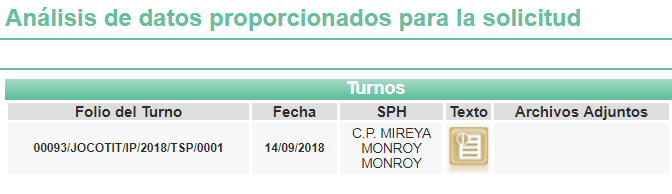 Análisis de datos proporcionados para la solicitud
Turnos
Folio del Turno Fecha SPH Texto Archivos Adjuntos
00093/JOCOTIT/IP/2018/TSP/0001 14/09/2018 C.P. MIREYA
MONROY
MONROY